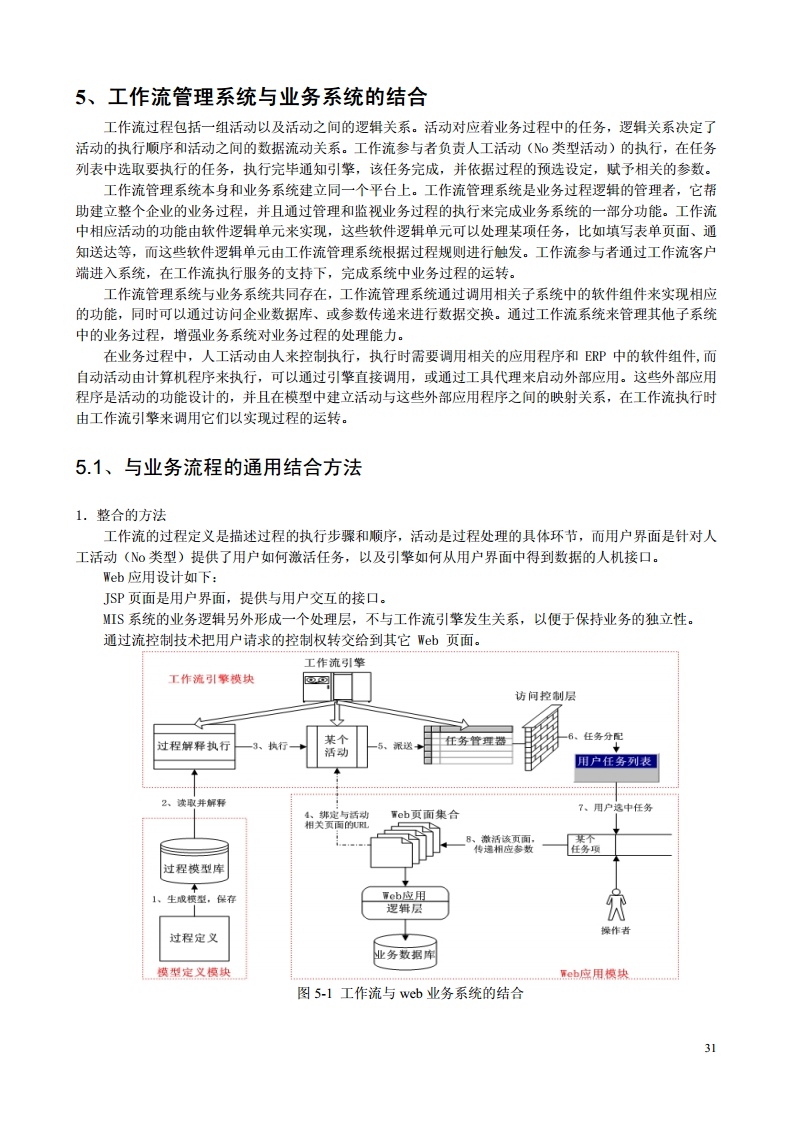 5、工作流管理系统与业务系统的结合
工作流过程包括一组活动以及活动之间的逻辑关系。活动对应着业务过程中的任务，逻辑关系决定了
活动的执行顺序和活动之间的数据流动关系。工作流参与者负责人工活动（No 类型活动）的执行，在任务
列表中选取要执行的任务，执行完毕通知引擎，该任务完成，并依据过程的预选设定，赋予相关的参数。
工作流管理系统本身和业务系统建立同一个平台上。工作流管理系统是业务过程逻辑的管理者，它帮
助建立整个企业的业务过程，并且通过管理和监视业务过程的执行来完成业务系统的一部分功能。工作流
中相应活动的功能由软件逻辑单元来实现，这些软件逻辑单元可以处理某项任务，比如填写表单页面、通
知送达等，而这些软件逻辑单元由工作流管理系统根据过程规则进行触发。工作流参与者通过工作流客户
端进入系统，在工作流执行服务的支持下，完成系统中业务过程的运转。
工作流管理系统与业务系统共同存在，工作流管理系统通过调用相关子系统中的软件组件来实现相应
的功能，同时可以通过访问企业数据库、或参数传递来进行数据交换。通过工作流系统来管理其他子系统
中的业务过程，增强业务系统对业务过程的处理能力。
在业务过程中，人工活动由人来控制执行，执行时需要调用相关的应用程序和 ERP 中的软件组件,而
自动活动由计算机程序来执行，可以通过引擎直接调用，或通过工具代理来启动外部应用。这些外部应用
程序是活动的功能设计的，并且在模型中建立活动与这些外部应用程序之间的映射关系，在工作流执行时
由工作流引擎来调用它们以实现过程的运转。
5.1、与业务流程的通用结合方法
1．整合的方法
工作流的过程定义是描述过程的执行步骤和顺序，活动是过程处理的具体环节，而用户界面是针对人
工活动（No 类型）提供了用户如何激活任务，以及引擎如何从用户界面中得到数据的人机接口。
Web 应用设计如下：
JSP 页面是用户界面，提供与用户交互的接口。
MIS 系统的业务逻辑另外形成一个处理层，不与工作流引擎发生关系，以便于保持业务的独立性。
通过流控制技术把用户请求的控制权转交给到其它 Web 页面。
工作流引擎
工作流引擎模块
访问控制层
过程解释执行
3、执行
某个
活动
5、派送
任务管理器
6、任务分配
用户任务列表
2、读取并解释
4、绑定与活动
相关页面的URL
Web页面集合
7、用户选中任务
8、激活该页面，
传递相应参数
某个
任务项
过程模型库
1、生成模型，保存
Web应用
逻辑层
过程定义
操作者
业务数据库
模型定义模块
Web应用模块
图 5-1 工作流与 web 业务系统的结合
31